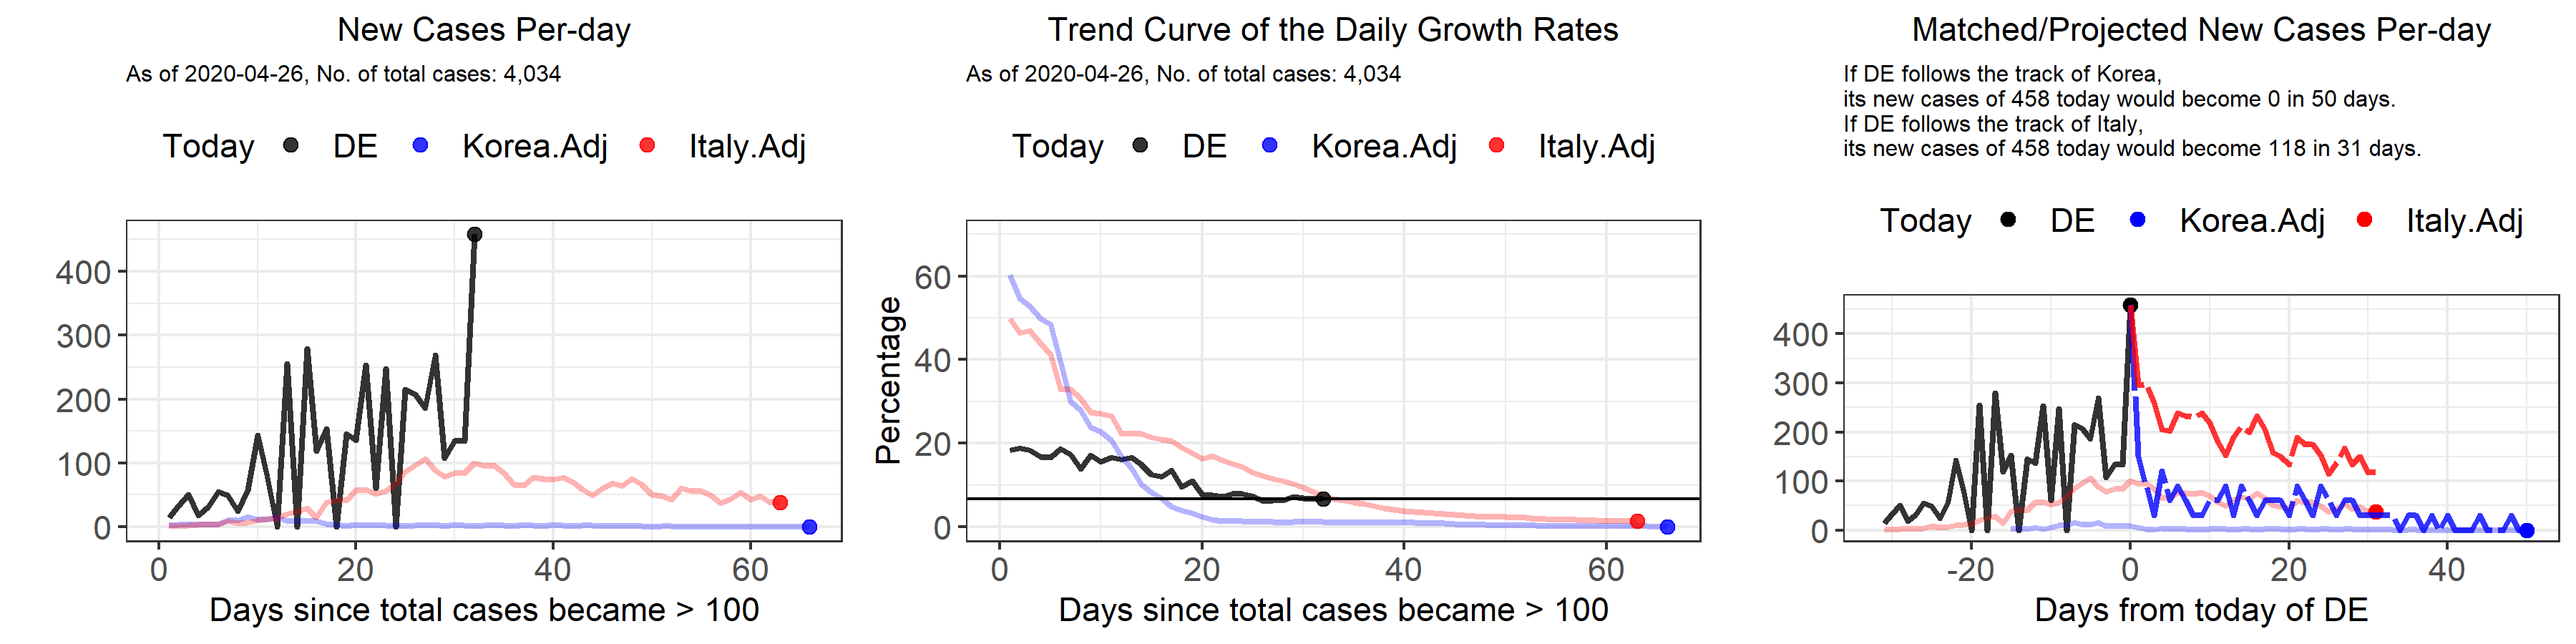 New Cases Per-day
As of 2020-04-26, No. of total cases: 4,034
Today DE Korea.Adj Italy.Adj
400
300
200
100
0
0 20 40 60
Days since total cases became > 100
Trend Curve of the Daily Growth Rates
As of 2020-04-26, No. of total cases: 4,034
Today DE Korea.Adj Italy.Adj
Percentage
60
40
20
0
0 20 40 60
Days since total cases became > 100
Matched/Projected New Cases Per-day
If DE follows the track of Korea,
its new cases of 458 today would become 0 in 50 days.
If DE follows the track of Italy,
its new cases of 458 today would become 118 in 31 days.
Today DE Korea.Adj Italy.Adj
400
300
200
100
0
-20 0 20 40
Days from today of DE